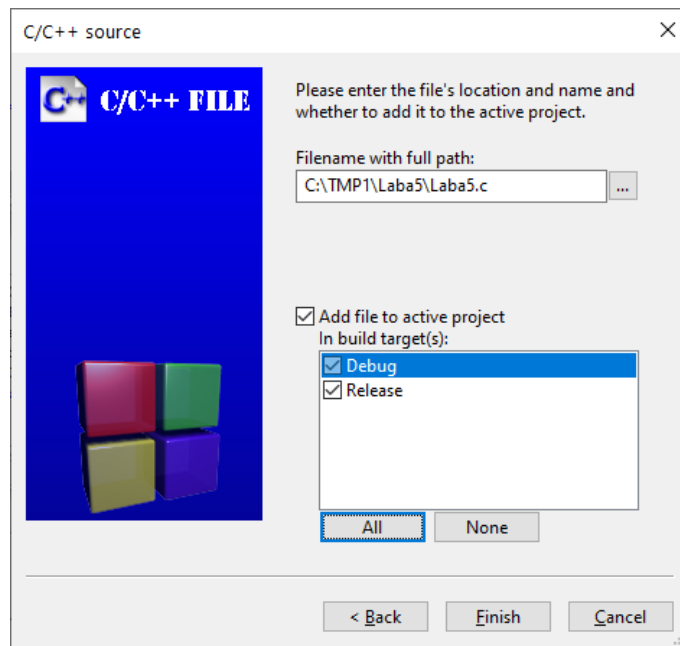 C/C++ source
C++ C/C++ FILE
Please enter the file's location and name and
whether to add it to the active project.
Filename with full path:
C:\TMP1\Laba5\Laba5.c
...
Add file to active project
In build target(s):
Debug
Release
All None
< Back Finish Cancel